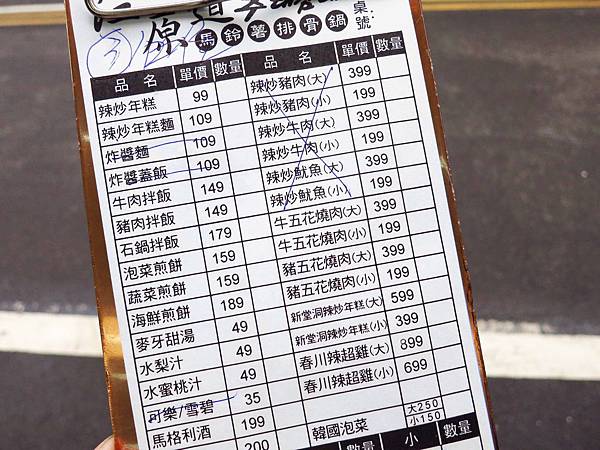 原道
馬鈴薯排骨鍋
桌號:
3
品 名 單價 數量 品 名 單價 數量
辣炒年糕 99 辣炒豬肉(大) 399
辣炒年糕麵 109 辣炒豬肉(小) 199
炸醬麵 109 辣炒牛肉(大) 399
炸醬蓋飯 109 辣炒牛肉(小) 199
牛肉拌飯 149 辣炒魷魚(大) 399
豬肉拌飯 149 辣炒魷魚(小) 199
石鍋拌飯 179 牛五花燒肉(大) 399
泡菜煎餅 159 牛五花燒肉(小) 199
蔬菜煎餅 159 豬五花燒肉(大) 399
海鮮煎餅 189 豬五花燒肉(小) 199
麥牙甜湯 49 新堂洞辣炒年糕(大) 599
水梨汁 49 新堂洞辣炒年糕(小) 399
水蜜桃汁 49 春川辣超雞(大) 899
可樂/雪碧 35 春川辣超雞(小) 699
馬格利酒 199 韓國泡菜 大250 小150
200 數量 小 數量